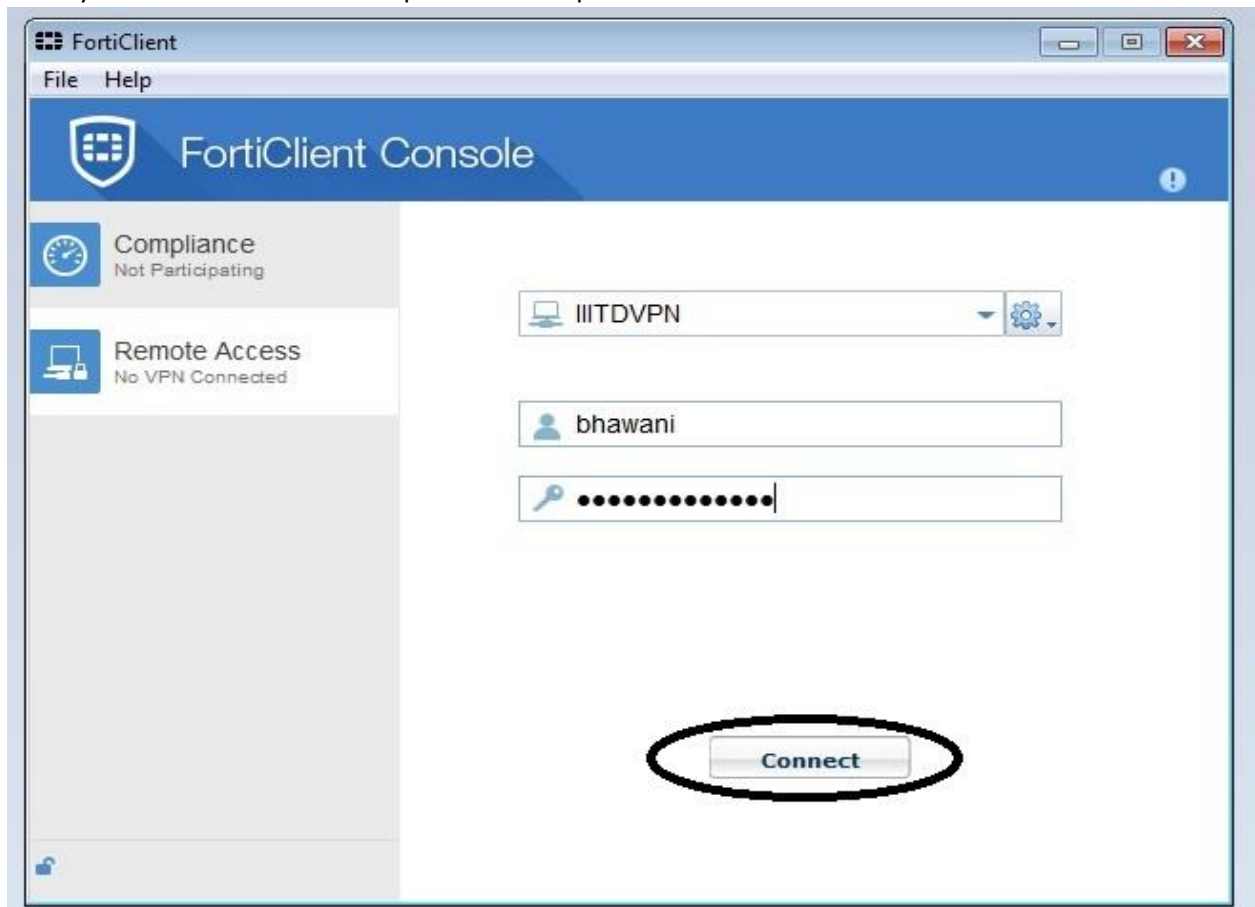 FortiClient
File Help
FortiClient Console
Compliance
Not Participating
IIITDVPN
Remote Access
No VPN Connected
bhawani
•••••••••••••
Connect